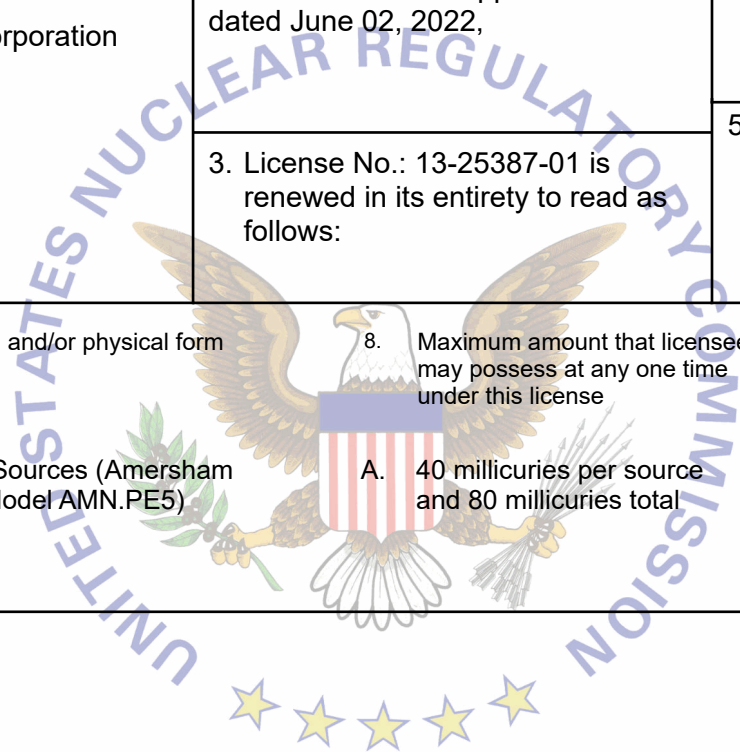 dated June 02, 2022,
3. License No.: 13-25387-01 is
renewed in its entirety to read as
follows:
5
and/or physical form
8. Maximum amount that licensee
may possess at any one time
under this license
Sources (Amersham
Model AMN.PE5)
A. 40 millicuries per source
and 80 millicuries total
UNITED STATES NUCLEAR REGULATORY COMMISSION